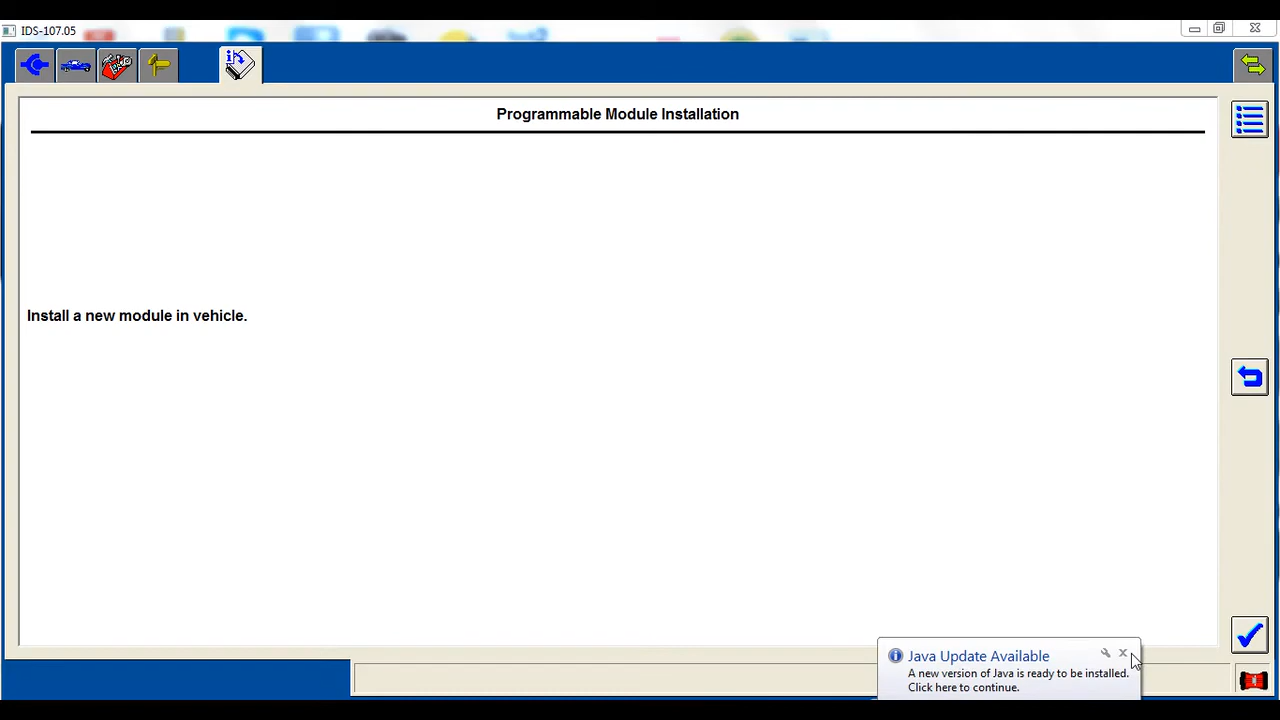 IDS-107.05
Programmable Module Installation
Install a new module in vehicle.
Java Update Available
A new version of Java is ready to be installed.
Click here to continue.